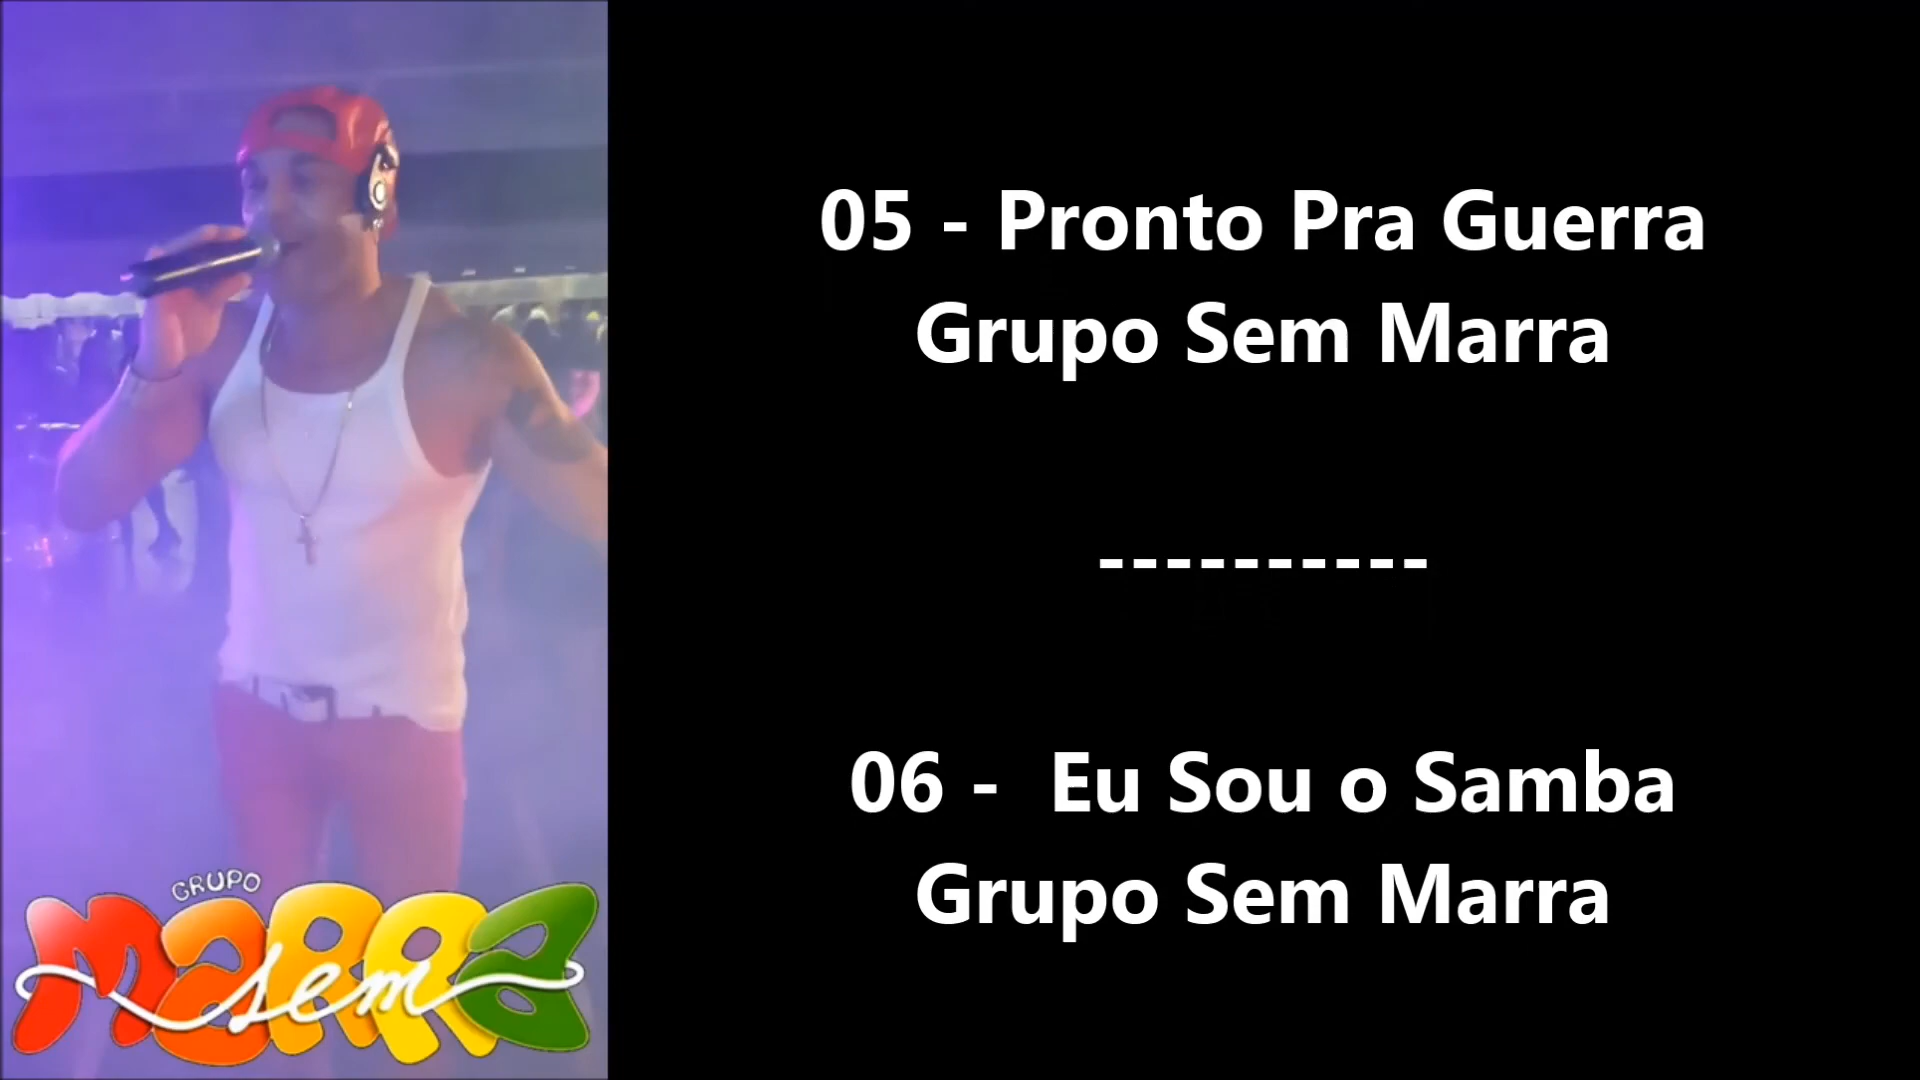 05 - Pronto Pra Guerra
Grupo Sem Marra
----------
06 -  Eu Sou o Samba
Grupo Sem Marra
GRUPO
sem
MARRA